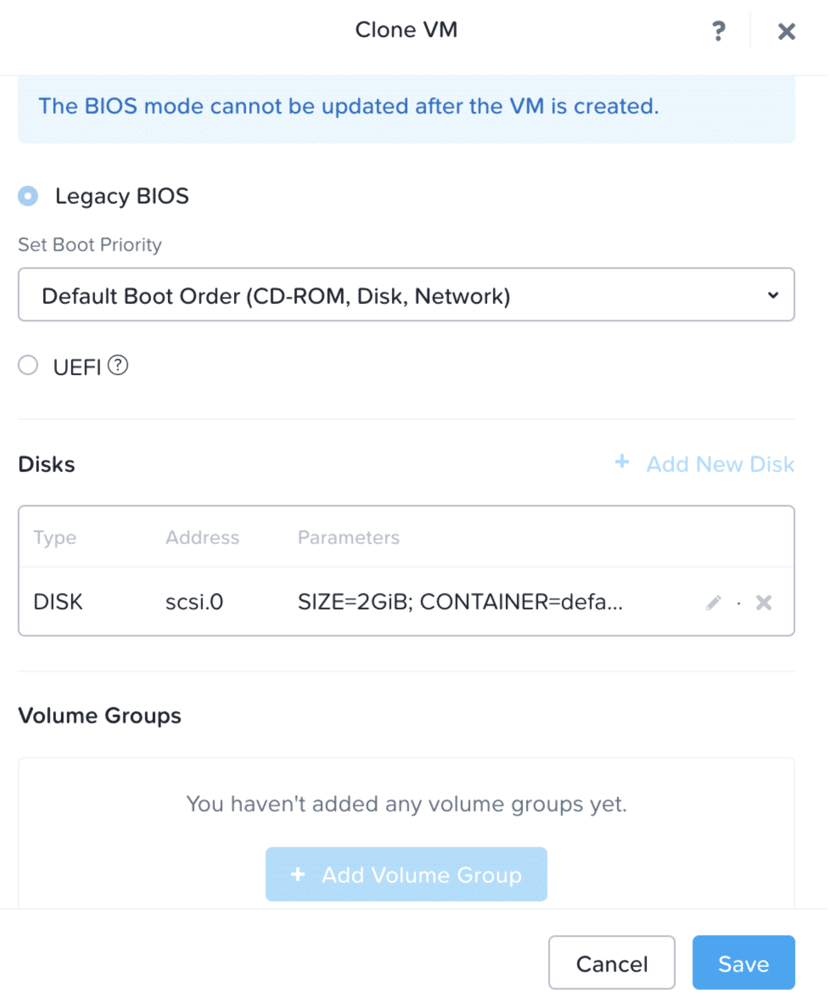 Clone VM
?
The BIOS mode cannot be updated after the VM is created.
Legacy BIOS
Set Boot Priority
Default Boot Order (CD-ROM, Disk, Network)
UEFI ?
Disks
+ Add New Disk
Type Address Parameters
DISK scsi.0 SIZE=2GiB; CONTAINER=defa...
Volume Groups
You haven't added any volume groups yet.
+ Add Volume Group
Cancel Save